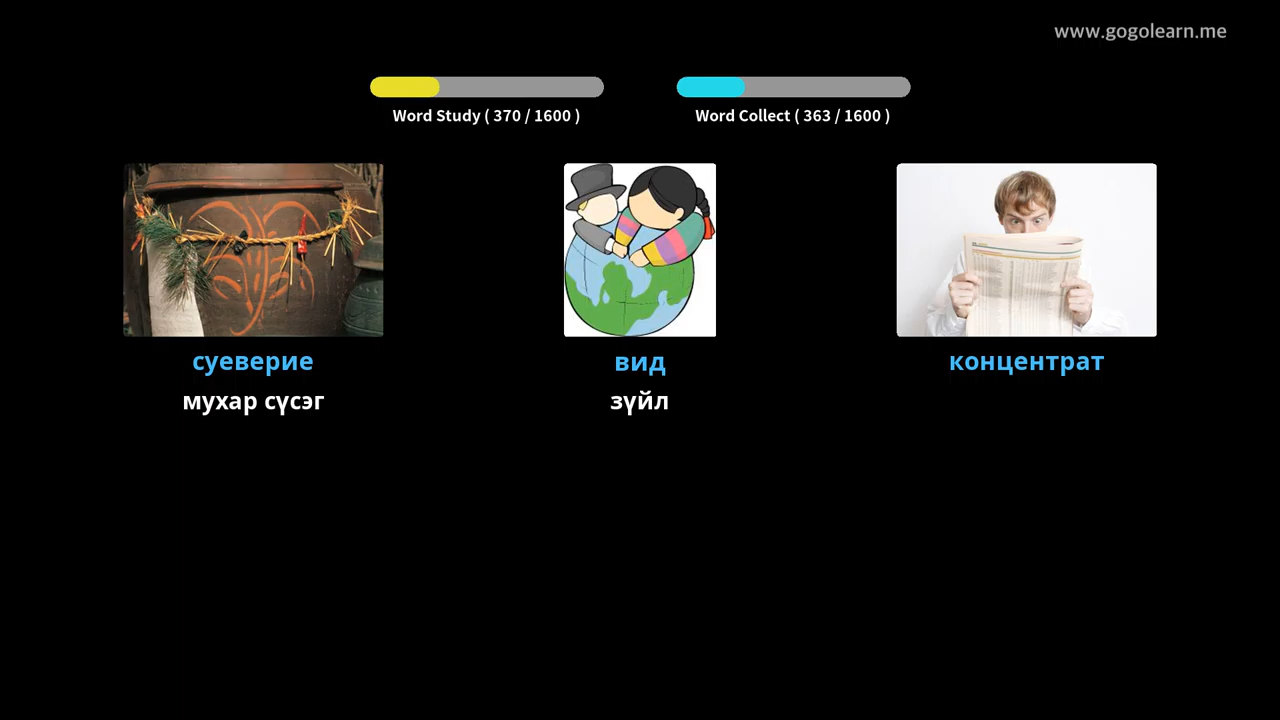 www.gogolearn.me
Word Study ( 370 / 1600 )
Word Collect ( 363 / 1600 )
суеверие
вид
концентрат
мухар сүсэг
зүйл